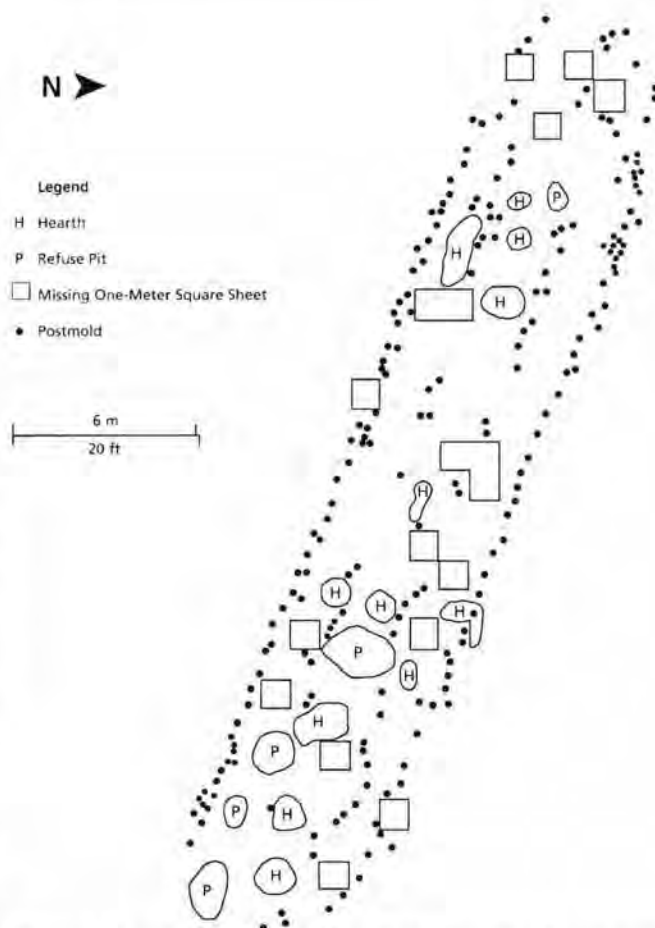 N
Legend
H Hearth
P Refuse Pit
Missing One-Meter Square Sheet
Postmold
6 m
20 ft
H P
H
H
H
H
H
H H
P
H
H
P
P H
P H